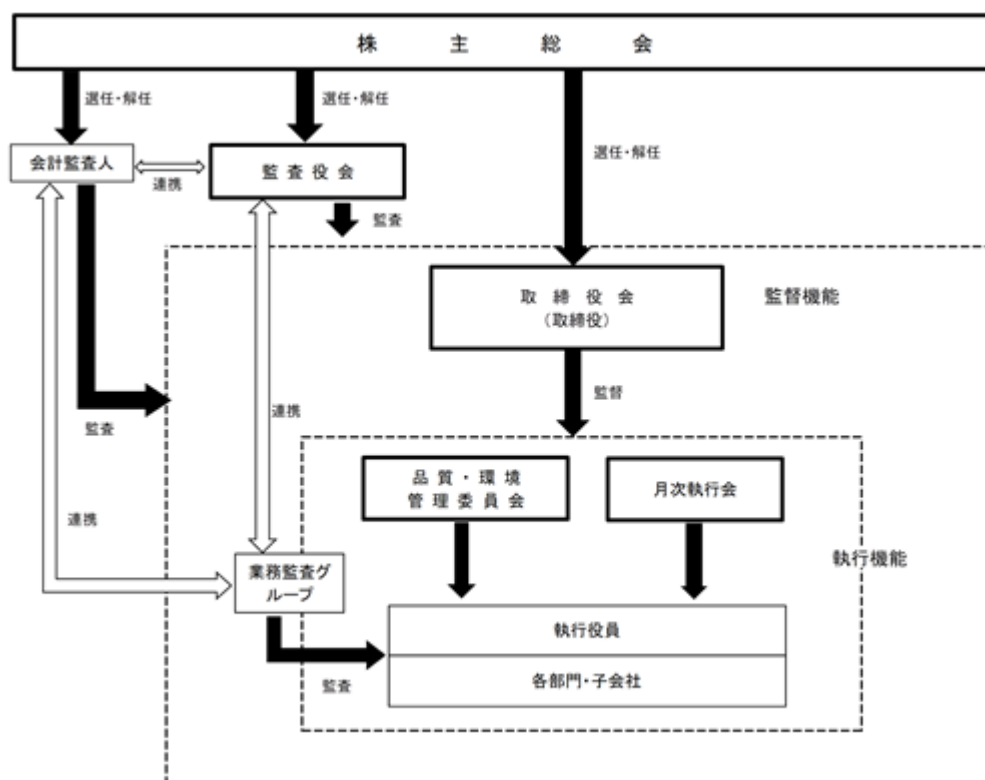 株主総会
選任・解任
選任・解任
選任・解任
会計監査人
連携
監査役会
監査
取締役会
(取締役)
監督機能
監督
監査
連携
品質・環境
管理委員会
月次執行会
連携
執行機能
業務監査グ
ループ
執行役員
監査
各部門・子会社